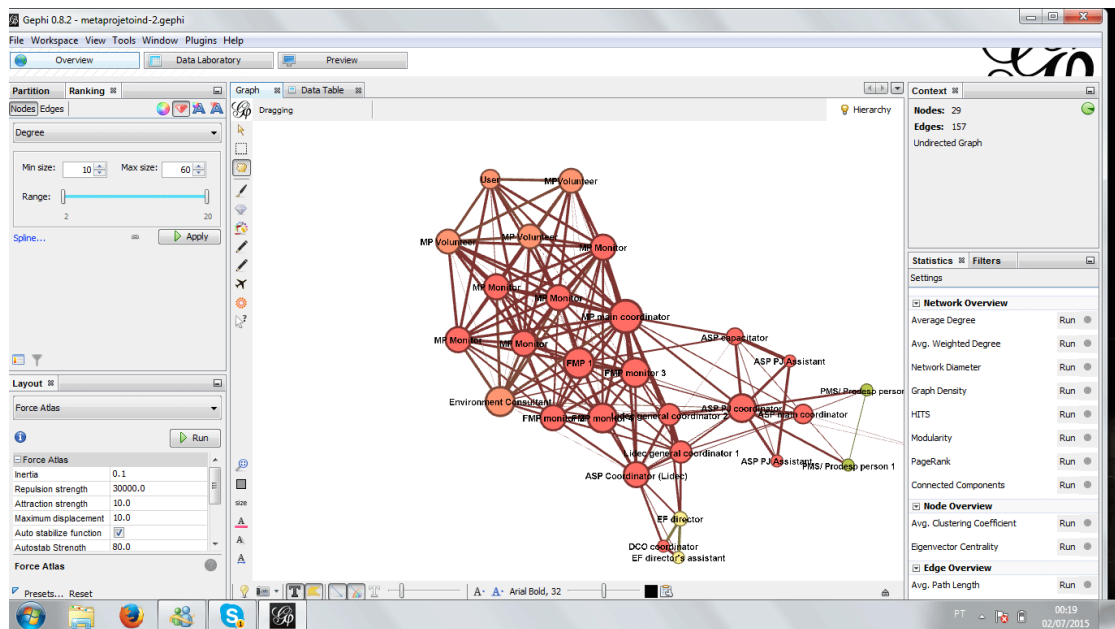 Gephi 0.8.2 - metaprojetoind-2.gephi
File Workspace View Tools Window Plugins Help
Overview
Data Laboratory
Preview
Partition
Ranking
Nodes Edges
Degree
Min size: 10
Max size: 60
Range:
2
20
Spline...
Apply
Layout
Force Atlas
Run
Force Atlas
Inertia 0.1
Repulsion strength 30000.0
Attraction strength 10.0
Maximum displacement 10.0
Auto stabilize function
Autostab Strength 80.0
Force Atlas
Presets... Reset
Graph
Data Table
Dragging
Hierarchy
size
A
A
A
User
MP Volunteer
MP Volunteer
MP Volunteer
MP Monitor
MP Monitor
MP Monitor
MP main coordinator
MP Monitor
MP Monitor
ASP capacitator
FMP 1
ASP PJ Assistant
FMP monitor 3
PMS/ Prodesp person
Environment Consultant
ASP PJ coordinator
ASP main coordinator
general coordinator 2
Lidec general coordinator 1
ASP PJ Assistant
PMS/ Prodesp person 1
ASP Coordinator (Lidec)
EF director
DCO coordinator
EF director's assistant
T
T
A- A- Arial Bold, 32
Context
Nodes: 29
Edges: 157
Undirected Graph
Statistics
Filters
Settings
Network Overview
Average Degree Run
Avg. Weighted Degree Run
Network Diameter Run
Graph Density Run
HITS Run
Modularity Run
PageRank Run
Connected Components Run
Node Overview
Avg. Clustering Coefficient Run
Eigenvector Centrality Run
Edge Overview
Avg. Path Length Run
PT
00:19
02/07/2015